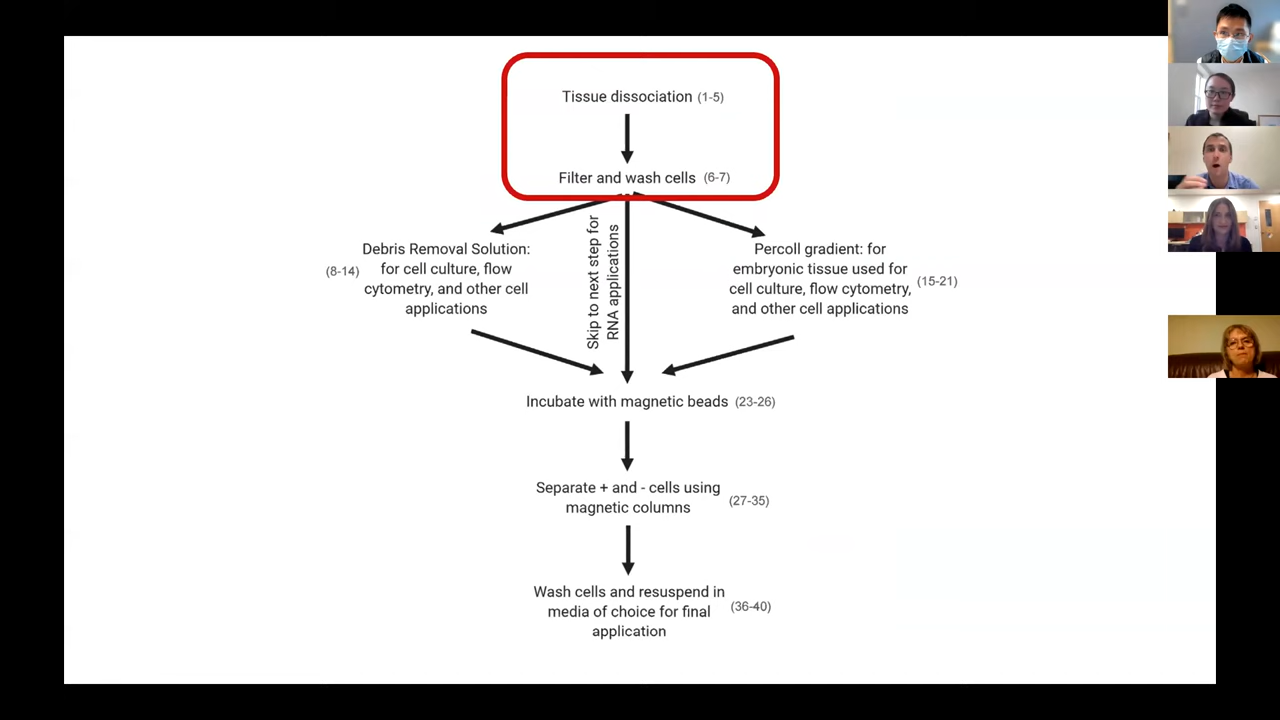 Tissue dissociation (1-5)
Filter and wash cells (6-7)
Debris Removal Solution:
(8-14) for cell culture, flow
cytometry, and other cell
applications
Skip to next step for
RNA applications
Percoll gradient: for
embryonic tissue used for
cell culture, flow cytometry, (15-21)
and other cell applications
Incubate with magnetic beads (23-26)
Separate + and - cells using
magnetic columns (27-35)
Wash cells and resuspend in
media of choice for final (36-40)
application